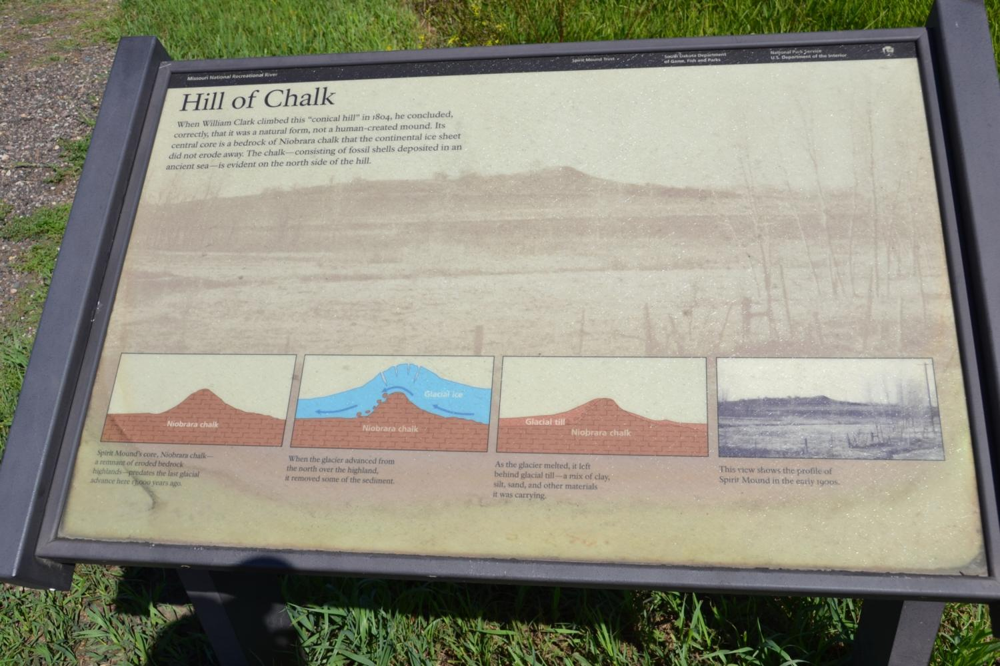 Missouri National Recreational River
Spirit Mound Trust
South Dakota Department
of Game, Fish and Parks
National Park Service
U.S. Department of the Interior
Hill of Chalk
When William Clark climbed this “conical hill” in 1804, he concluded,
correctly, that it was a natural form, not a human-created mound. Its
central core is a bedrock of Niobrara chalk that the continental ice sheet
did not erode away. The chalk—consisting of fossil shells deposited in an
ancient sea—is evident on the north side of the hill.
Niobrara chalk
Spirit Mound's core, Niobrara chalk—
a remnant of eroded bedrock
highlands—predates the last glacial
advance here 13,000 years ago.
Glacial ice
Niobrara chalk
When the glacier advanced from
the north over the highland,
it removed some of the sediment.
Glacial till
Niobrara chalk
As the glacier melted, it left
behind glacial till—a mix of clay,
silt, sand, and other materials
it was carrying.
This view shows the profile of
Spirit Mound in the early 1900s.